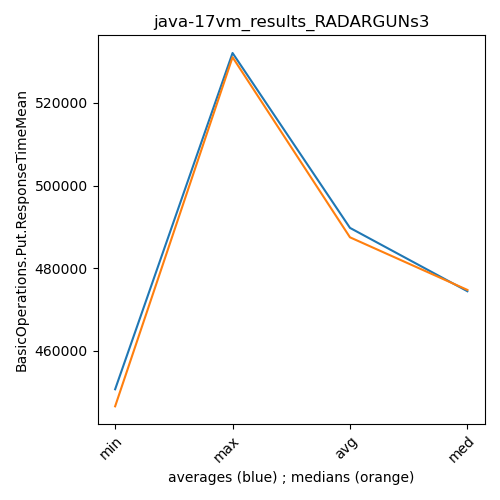 java-17vm_results_RADARGUNs3
BasicOperations.Put.ResponseTimeMean
520000
500000
480000
460000
min
max
avg
med
averages (blue) ; medians (orange)